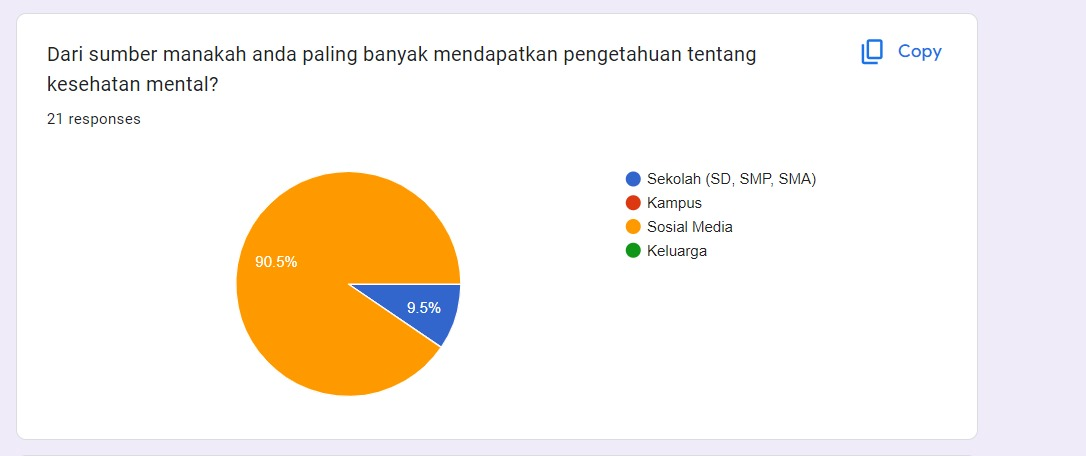 Dari sumber manakah anda paling banyak mendapatkan pengetahuan tentang
kesehatan mental?
Copy
21 responses
Sekolah (SD, SMP, SMA)
Kampus
Sosial Media
Keluarga
90.5%
9.5%